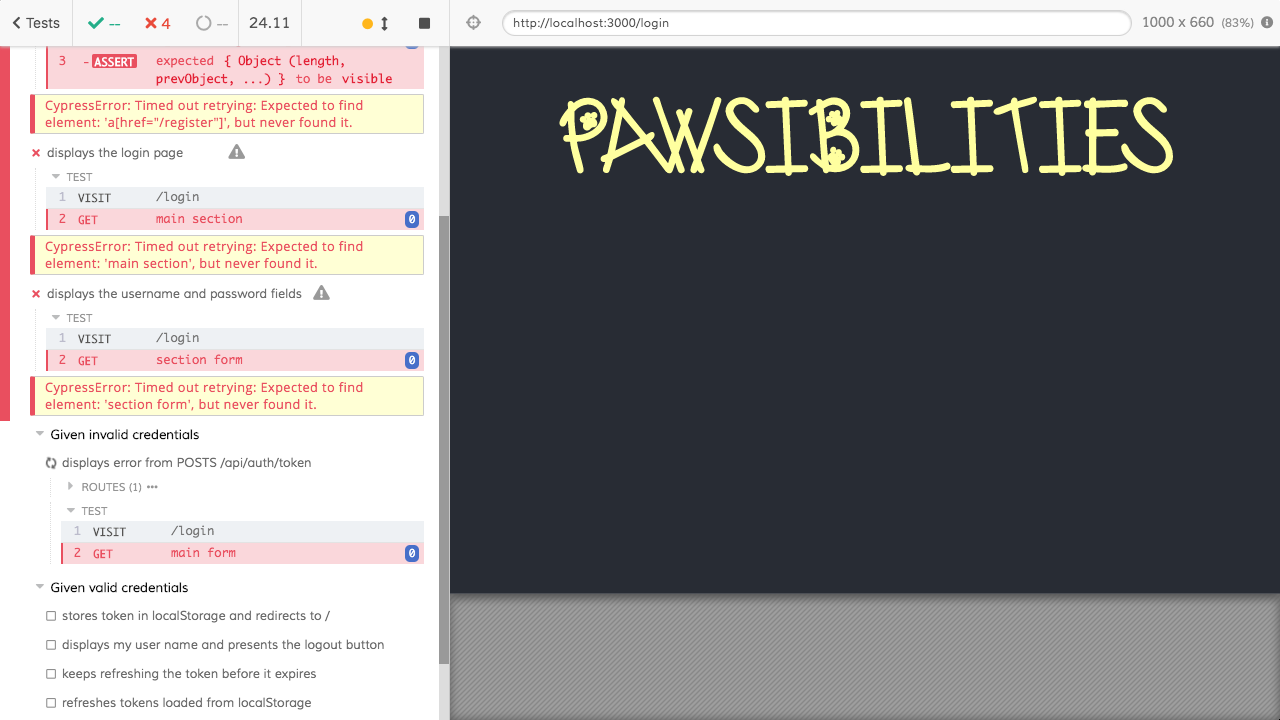 Tests
--
4
--
24.11
http://localhost:3000/login
1000 x 660 (83%)
3 -ASSERT expected { Object (length,
prevObject, ...) } to be visible
CypressError: Timed out retrying: Expected to find
element: 'a[href="/register"]', but never found it.
displays the login page
TEST
1 VISIT /login
2 GET main section 0
CypressError: Timed out retrying: Expected to find
element: 'main section', but never found it.
displays the username and password fields
TEST
1 VISIT /login
2 GET section form 0
CypressError: Timed out retrying: Expected to find
element: 'section form', but never found it.
Given invalid credentials
displays error from POSTS /api/auth/token
ROUTES (1) •••
TEST
1 VISIT /login
2 GET main form 0
Given valid credentials
stores token in localStorage and redirects to /
displays my user name and presents the logout button
keeps refreshing the token before it expires
refreshes tokens loaded from localStorage
PAWSIBILITIES